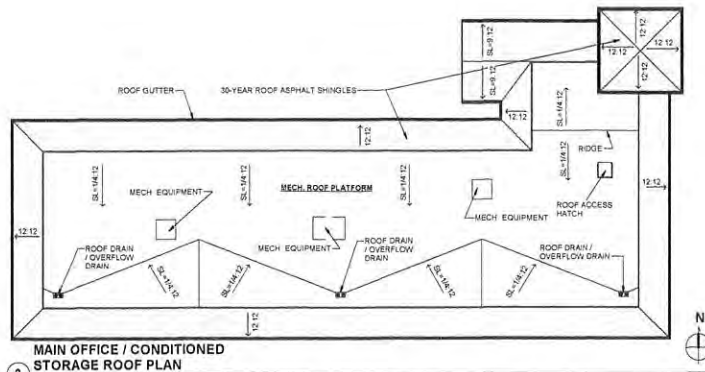 12:12
12:12
12:12
12:12
SL=9:12
SL=9:12
ROOF GUTTER
30-YEAR ROOF ASPHALT SHINGLES
12:12
SL=1/4:12
12:12
RIDGE
SL=1/4:12
SL=1/4:12
SL=1/4:12
SL=1/4:12
MECH EQUIPMENT
MECH. ROOF PLATFORM
12:12
ROOF ACCESS
HATCH
MECH EQUIPMENT
12:12
ROOF DRAIN
/ OVERFLOW
DRAIN
MECH EQUIPMENT
ROOF DRAIN
/ OVERFLOW
DRAIN
ROOF DRAIN /
OVERFLOW DRAIN
SL=1/4:12
SL=1/4:12
SL=1/4:12
SL=1/4:12
12:12
N
MAIN OFFICE / CONDITIONED
STORAGE ROOF PLAN